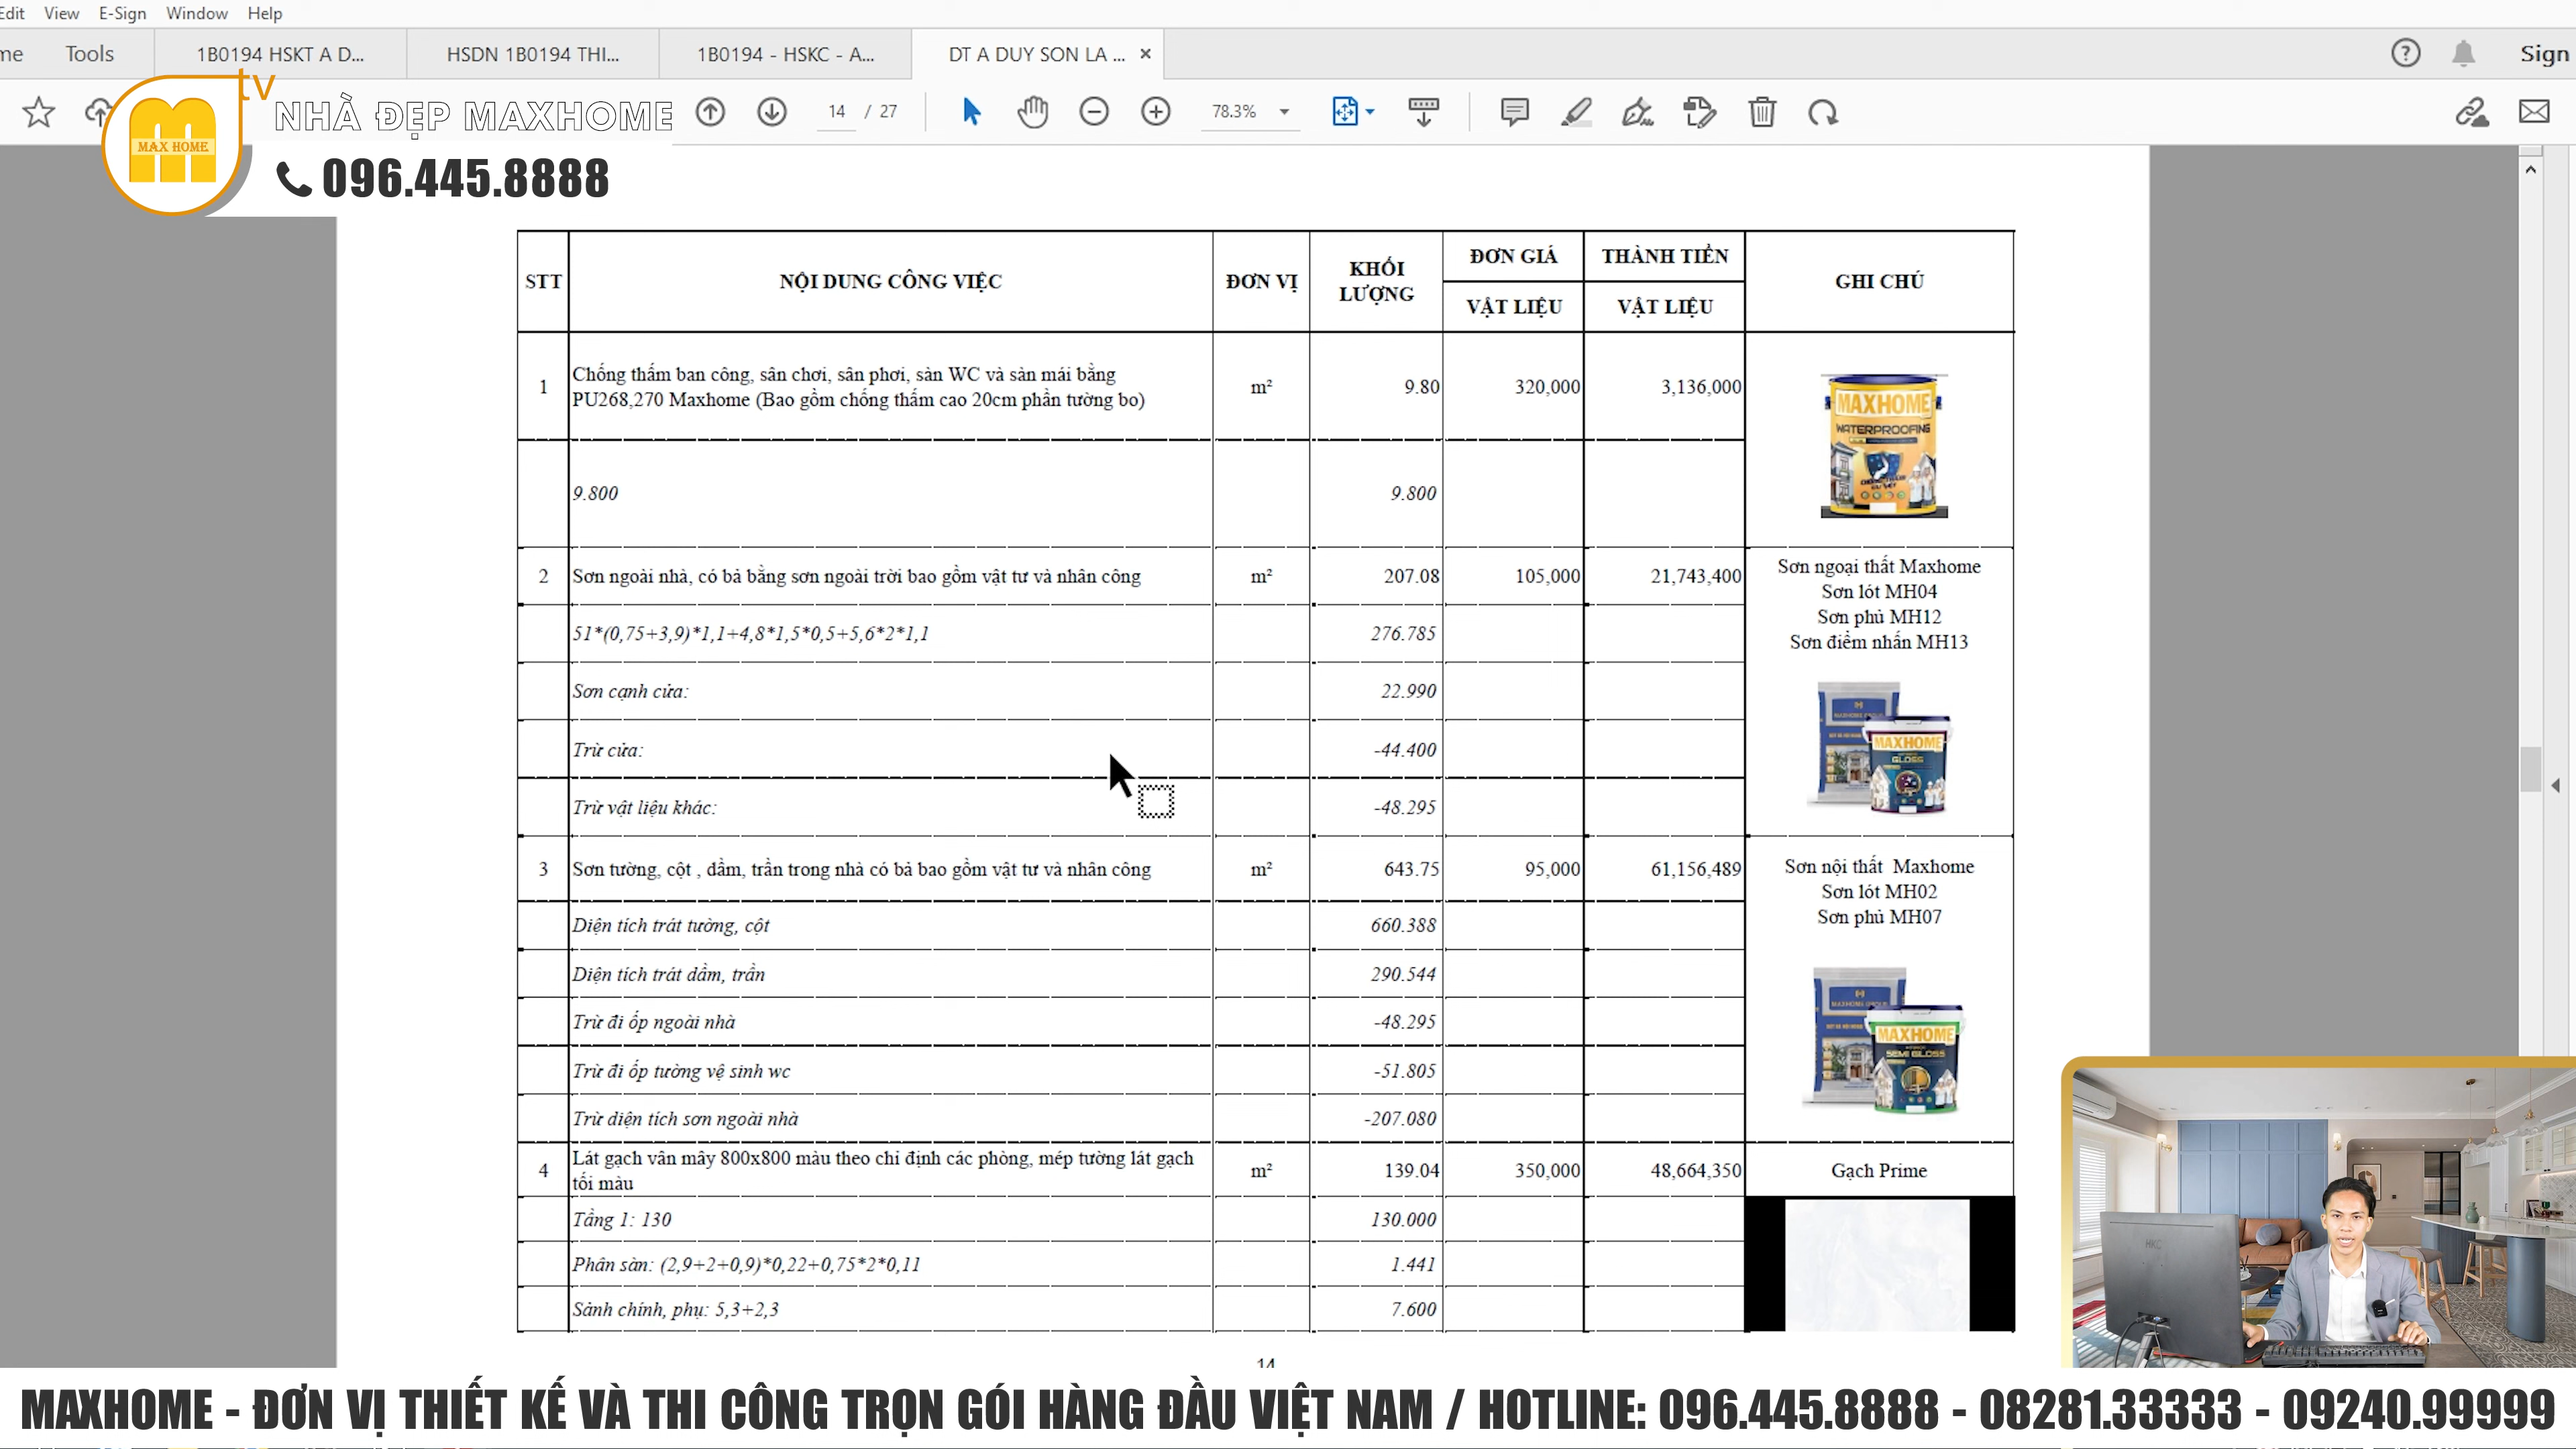 Edit View E-Sign Window Help
me Tools 1B0194 HSKT A D... HSDN 1B0194 THI... 1B0194 - HSKC - A... DT A DUY SON LA ... × Sign
tv
NHÀ ĐẸP MAXHOME
MAX HOME
14 / 27 78.3%
096.445.8888
STT NỘI DUNG CÔNG VIỆC ĐƠN VỊ KHỐI LƯỢNG ĐƠN GIÁ THÀNH TIỀN GHI CHÚ
VẬT LIỆU VẬT LIỆU
1 Chống thấm ban công, sân chơi, sân phơi, sàn WC và sàn mái bằng m² 9.80 320,000 3,136,000
PU268,270 Maxhome (Bao gồm chống thấm cao 20cm phần tường bo)
MAXHOME
WATERPROOFING
9.800 9.800
2 Sơn ngoài nhà, có bả bằng sơn ngoài trời bao gồm vật tư và nhân công m² 207.08 105,000 21,743,400
Sơn ngoại thất Maxhome
Sơn lót MH04
Sơn phủ MH12
Sơn điểm nhấn MH13
51*(0,75+3,9)*1,1+4,8*1,5*0,5+5,6*2*1,1 276.785
Sơn cạnh cửa: 22.990
Trừ cửa: -44.400
MAXHOME
GLOSS
Trừ vật liệu khác: -48.295
3 Sơn tường, cột , dầm, trần trong nhà có bả bao gồm vật tư và nhân công m² 643.75 95,000 61,156,489
Sơn nội thất Maxhome
Sơn lót MH02
Sơn phủ MH07
Diện tích trát tường, cột 660.388
Diện tích trát dầm, trần 290.544
Trừ đi ốp ngoài nhà -48.295
MAXHOME
SEMI GLOSS
Trừ đi ốp tường vệ sinh wc -51.805
Trừ diện tích sơn ngoài nhà -207.080
4 Lát gạch vân mây 800x800 màu theo chỉ định các phòng, mép tường lát gạch m² 139.04 350,000 48,664,350 Gạch Prime
tối màu
Tầng 1: 130 130.000
Phân sàn: (2,9+2+0,9)*0,22+0,75*2*0,11 1.441
Sảnh chính, phụ: 5,3+2,3 7.600
14
HKC
MAXHOME - ĐƠN VỊ THIẾT KẾ VÀ THI CÔNG TRỌN GÓI HÀNG ĐẦU VIỆT NAM / HOTLINE: 096.445.8888 - 08281.33333 - 09240.99999